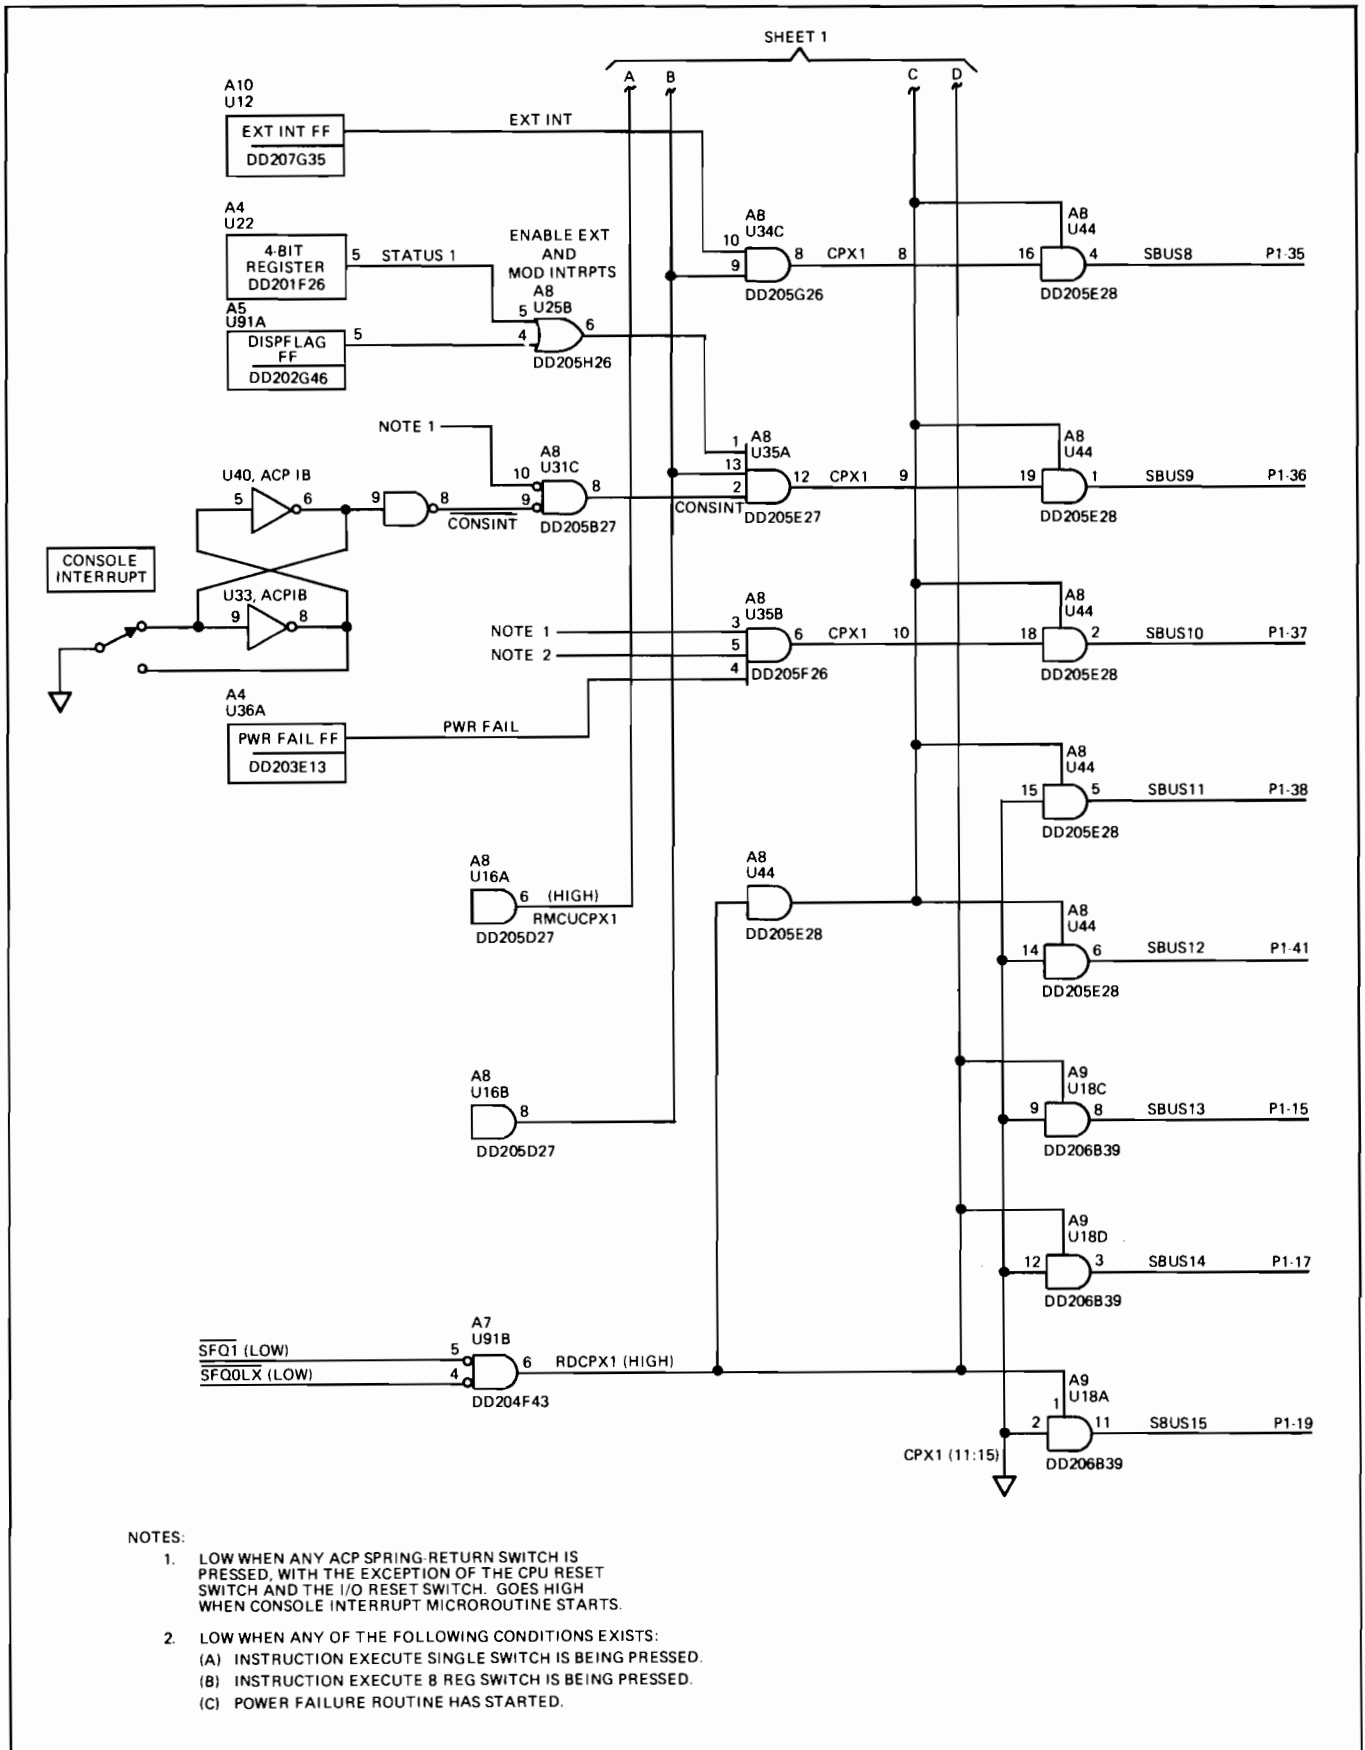 SHEET 1
A B C D
A10
U12
EXT INT FF
DD207G35
EXT INT
A4
U22
4-BIT
REGISTER
DD201F26
5 STATUS 1
ENABLE EXT
AND
MOD INTRPTS
A8
U25B
5
4
6
DD205H26
A5
U91A
DISPFLAG
FF
DD202G46
5
A8
U34C
10
9
8 CPX1 8
DD205G26
A8
U44
16
4 SBUS8 P1-35
DD205E28
NOTE 1
A8
U31C
10
9
8
DD205B27
U40, ACP IB
5 6
9 8
CONSINT
CONSOLE
INTERRUPT
U33, ACPIB
9 8
A8
U35A
1
13
2
CONSINT
12 CPX1 9
DD205E27
A8
U44
19
1 SBUS9 P1-36
DD205E28
A8
U35B
NOTE 1 3
NOTE 2 5
4
6 CPX1 10
DD205F26
A8
U44
18
2 SBUS10 P1-37
DD205E28
A4
U36A
PWR FAIL FF
DD203E13
PWR FAIL
A8
U44
15
5 SBUS11 P1-38
DD205E28
A8
U16A
6 (HIGH)
RMCUCPX1
DD205D27
A8
U44
DD205E28
A8
U44
14
6 SBUS12 P1-41
DD205E28
A8
U16B
8
DD205D27
A9
U18C
9
8 SBUS13 P1-15
DD206B39
A9
U18D
12
3 SBUS14 P1-17
DD206B39
SFQ1 (LOW)
SFQ0LX (LOW)
A7
U91B
5
4
6 RDCPX1 (HIGH)
DD204F43
A9
U18A
1
2
11 SBUS15 P1-19
DD206B39
CPX1 (11:15)
NOTES:
1. LOW WHEN ANY ACP SPRING-RETURN SWITCH IS
PRESSED, WITH THE EXCEPTION OF THE CPU RESET
SWITCH AND THE I/O RESET SWITCH. GOES HIGH
WHEN CONSOLE INTERRUPT MICROROUTINE STARTS.
2. LOW WHEN ANY OF THE FOLLOWING CONDITIONS EXISTS:
(A) INSTRUCTION EXECUTE SINGLE SWITCH IS BEING PRESSED.
(B) INSTRUCTION EXECUTE 8 REG SWITCH IS BEING PRESSED.
(C) POWER FAILURE ROUTINE HAS STARTED.